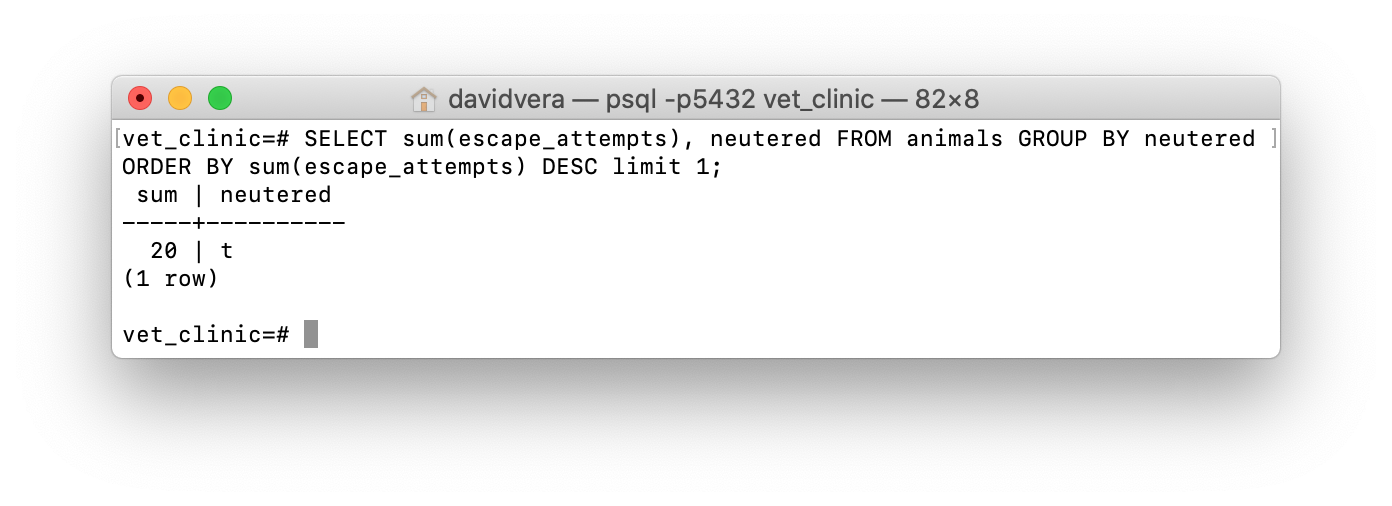 davidvera — psql -p5432 vet_clinic — 82×8
[vet_clinic=# SELECT sum(escape_attempts), neutered FROM animals GROUP BY neutered ]
ORDER BY sum(escape_attempts) DESC limit 1;
 sum | neutered
-----+----------
  20 | t
(1 row)
vet_clinic=#